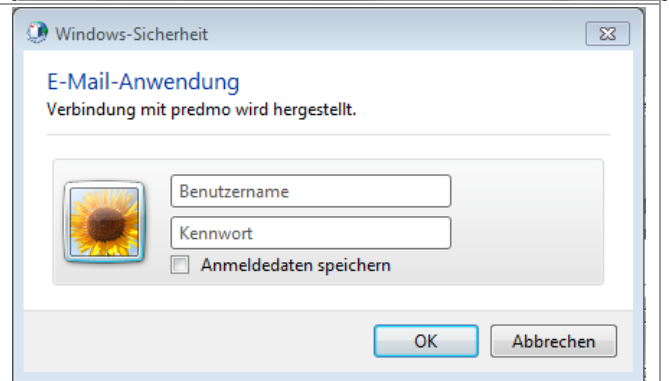 Windows-Sicherheit
E-Mail-Anwendung
Verbindung mit predmo wird hergestellt.
Benutzername
Kennwort
Anmeldedaten speichern
OK Abbrechen